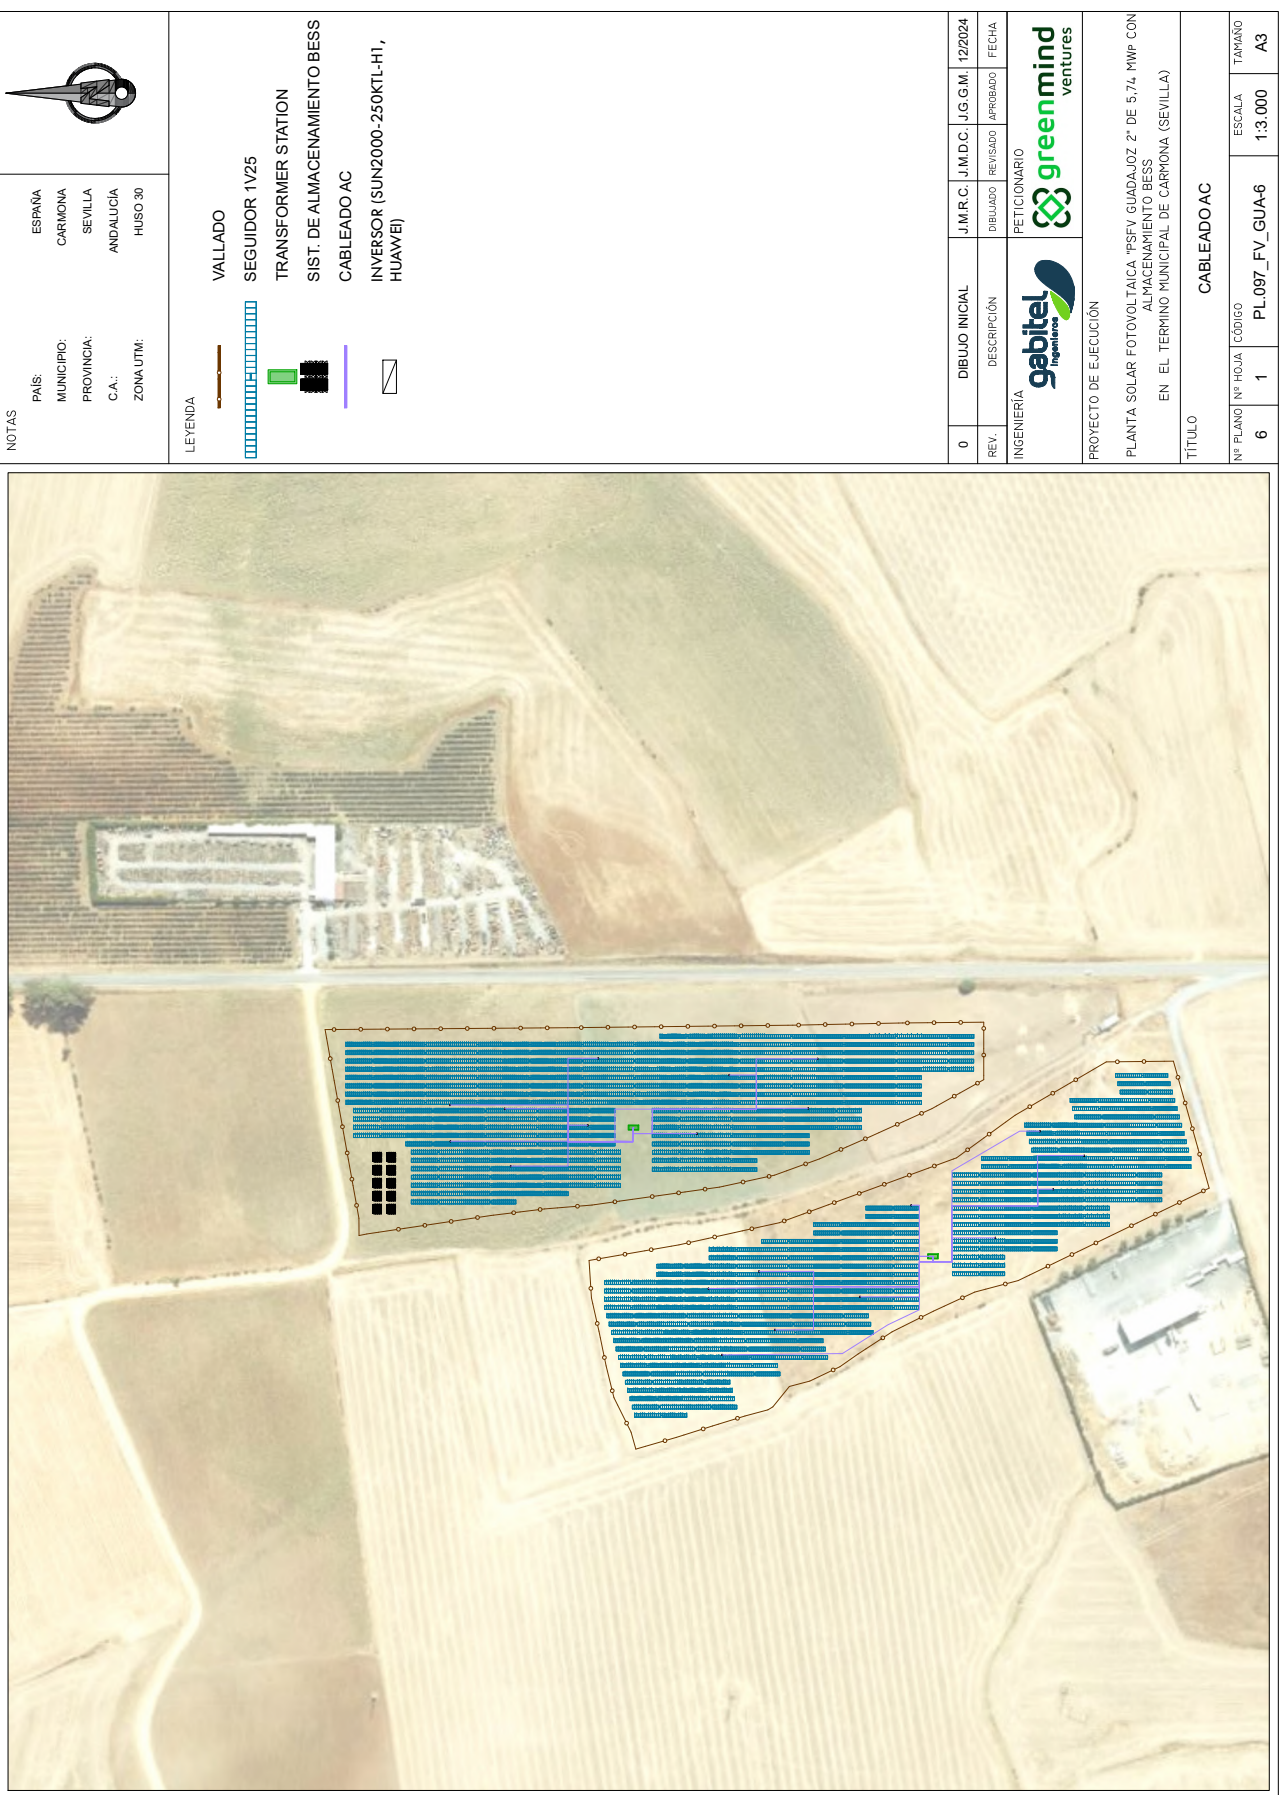 NOTAS
PAÍS: ESPAÑA
MUNICIPIO: CARMONA
PROVINCIA: SEVILLA
C.A.: ANDALUCÍA
ZONA UTM: HUSO 30
N
LEYENDA
VALLADO
SEGUIDOR 1V25
TRANSFORMER STATION
SIST. DE ALMACENAMIENTO BESS
CABLEADO AC
INVERSOR (SUN2000-250KTL-H1,
HUAWEI)
0 DIBUJO INICIAL J.M.R.C. J.M.D.C. J.G.G.M. 12/2024
REV. DESCRIPCIÓN DIBUJADO REVISADO APROBADO FECHA
INGENIERÍA
gabitel
Ingenieros
PETICIONARIO
greenmind
ventures
PROYECTO DE EJECUCIÓN
PLANTA SOLAR FOTOVOLTAICA "PSFV GUADAJOZ 2" DE 5,74 MWP CON
ALMACENAMIENTO BESS
EN EL TERMINO MUNICIPAL DE CARMONA (SEVILLA)
TÍTULO
CABLEADO AC
Nº PLANO Nº HOJA CÓDIGO ESCALA TAMAÑO
6 1 PL.097_FV_GUA-6 1:3.000 A3